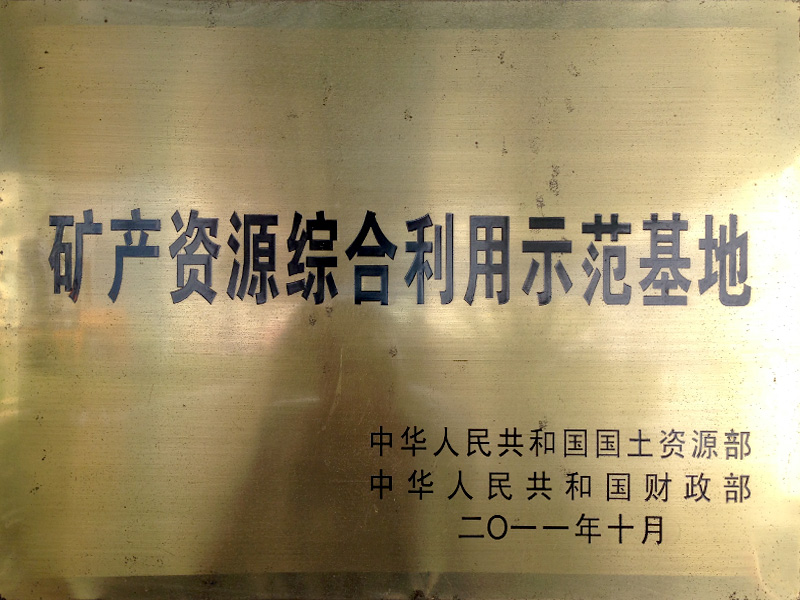 矿产资源综合利用示范基地
中华人民共和国国土资源部
中华人民共和国财政部
二〇一一年十月